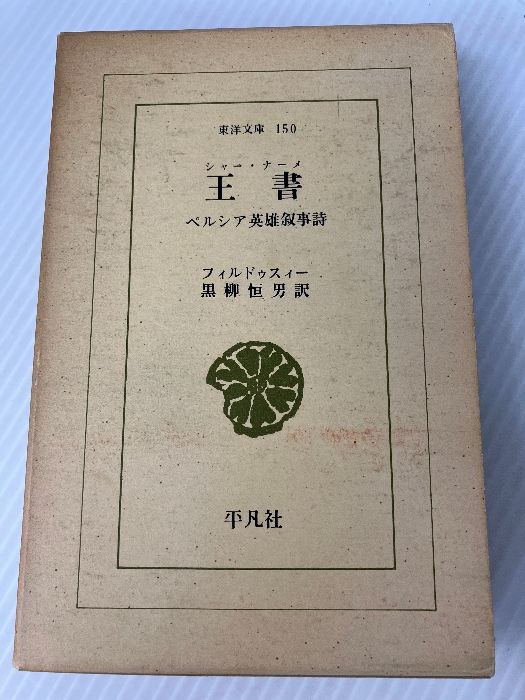 東洋文庫 150
シャー・ナーメ
王書
ペルシア英雄叙事詩
フィルドゥスィー
黒柳恒男訳
平凡社